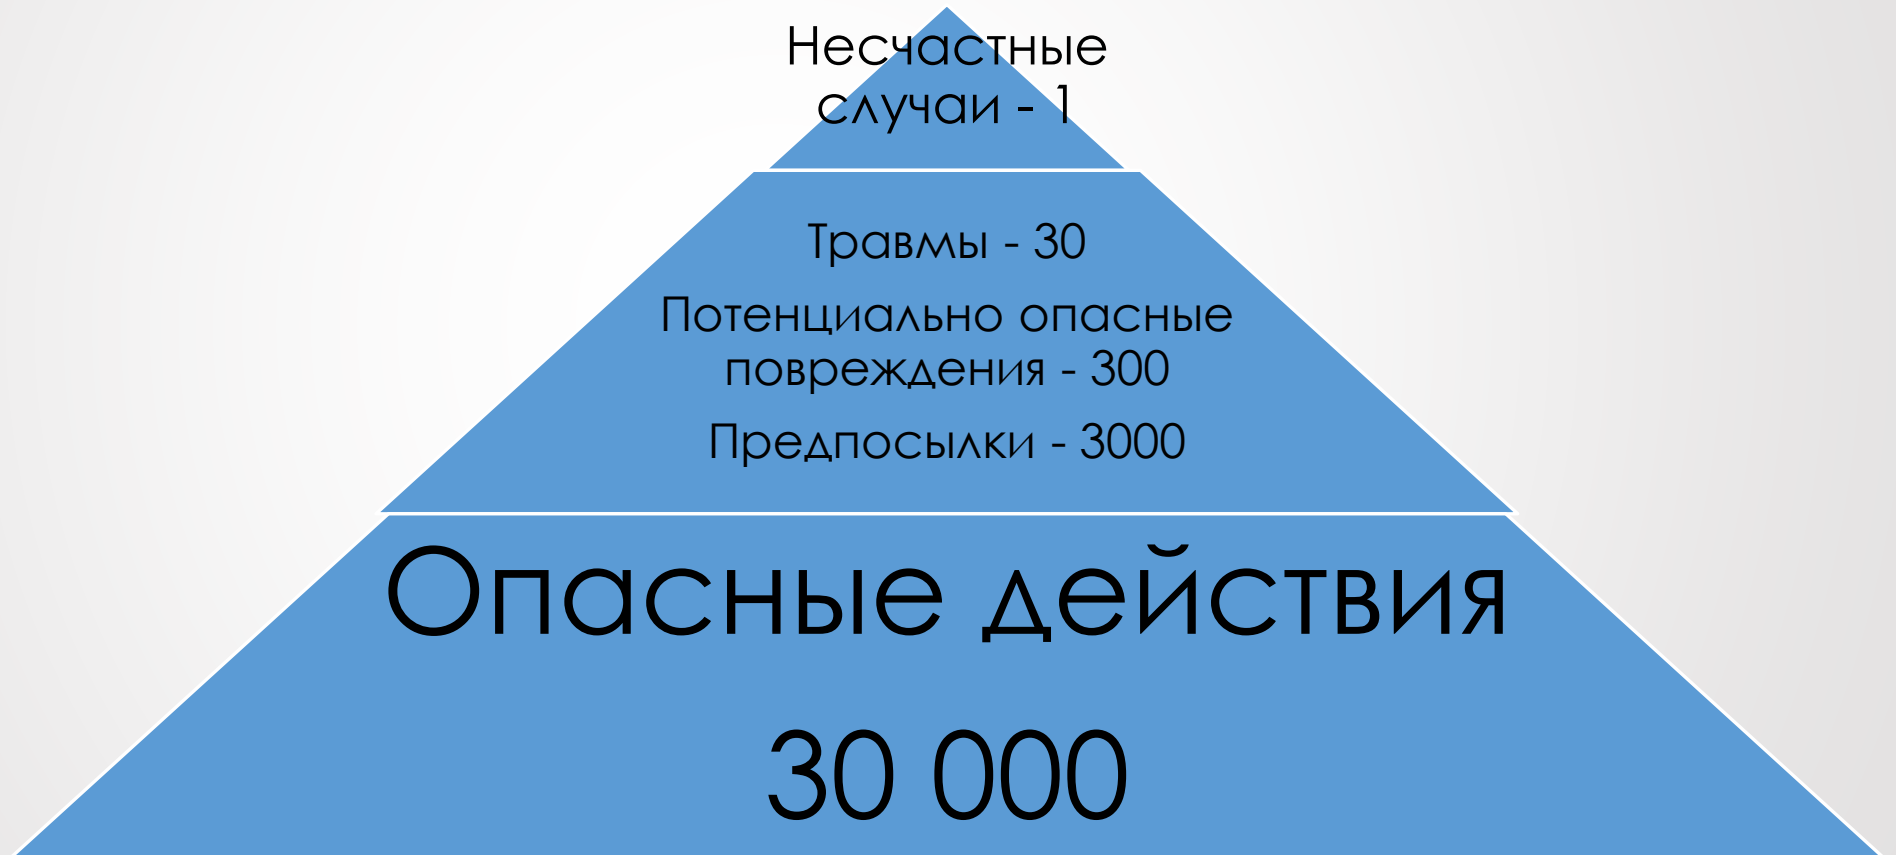 Несчастные
случаи - 1
Травмы - 30
Потенциально опасные
повреждения - 300
Предпосылки - 3000
Опасные действия
30 000